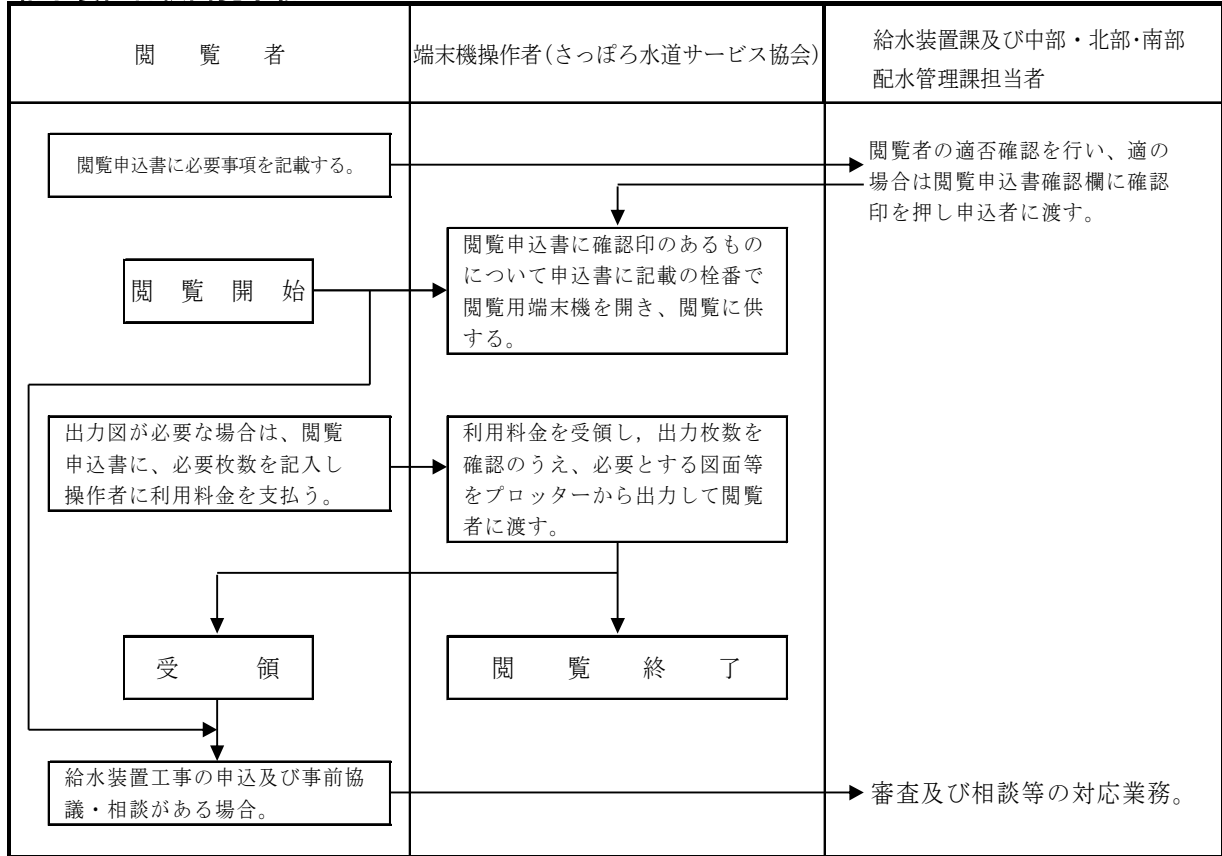 閲覧者
端末機操作者(さっぽろ水道サービス協会)
給水装置課及び中部・北部・南部
配水管理課担当者
閲覧申込書に必要事項を記載する。
閲覧者の適否確認を行い、適の
場合は閲覧申込書確認欄に確認
印を押し申込者に渡す。
閲覧開始
閲覧申込書に確認印のあるもの
について申込書に記載の栓番で
閲覧用端末機を開き、閲覧に供
する。
出力図が必要な場合は、閲覧
申込書に、必要枚数を記入し
操作者に利用料金を支払う。
利用料金を受領し，出力枚数を
確認のうえ、必要とする図面等
をプロッターから出力して閲覧
者に渡す。
受領
閲覧終了
給水装置工事の申込及び事前協
議・相談がある場合。
審査及び相談等の対応業務。